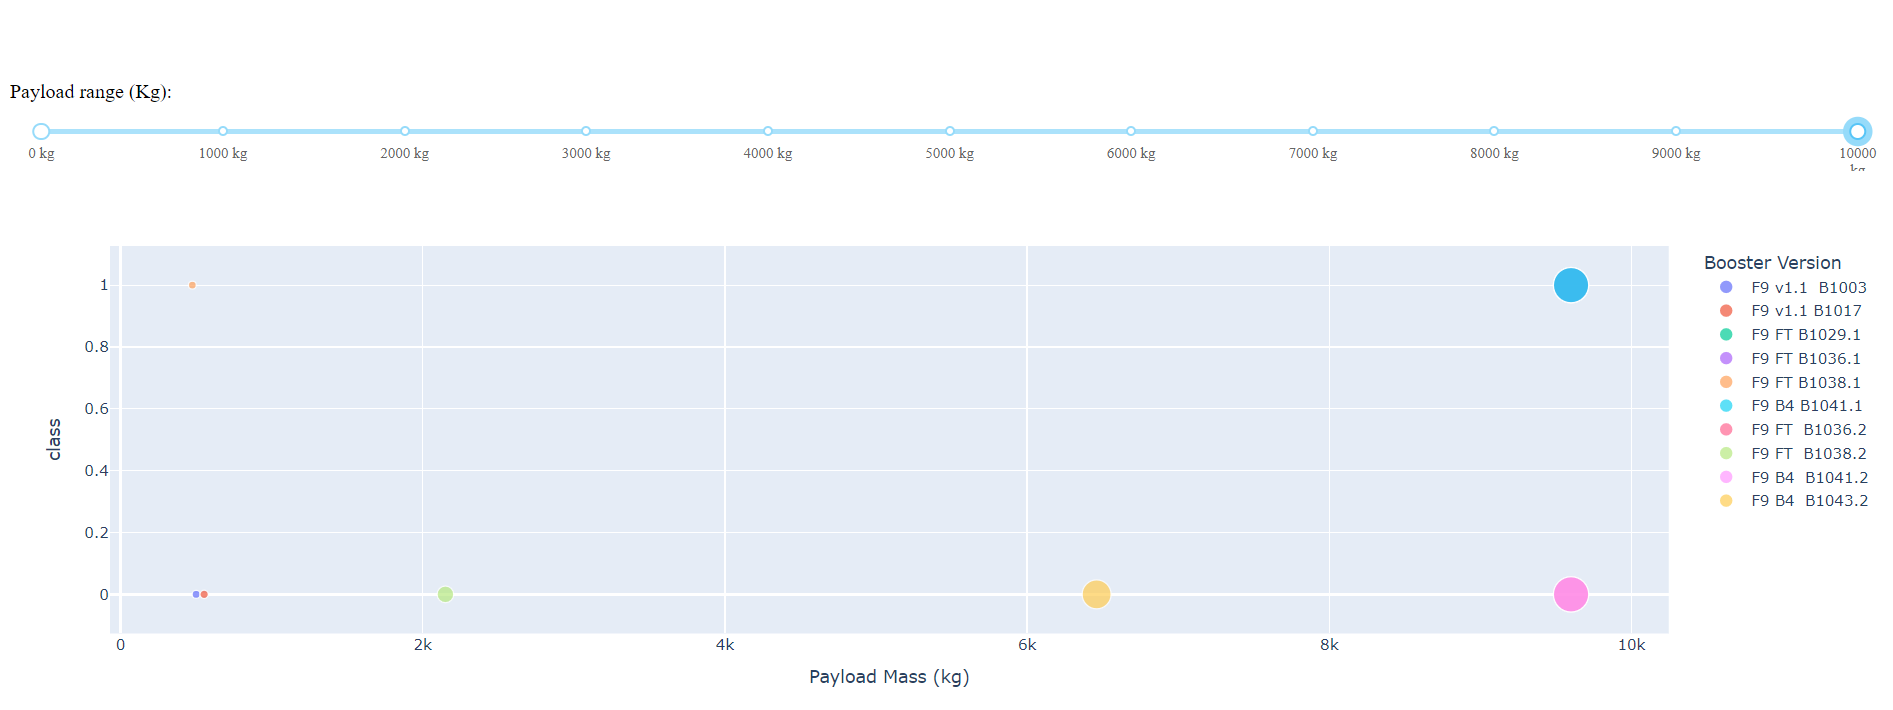 Payload range (Kg):
0 kg 1000 kg 2000 kg 3000 kg 4000 kg 5000 kg 6000 kg 7000 kg 8000 kg 9000 kg 10000
kg
Booster Version
F9 v1.1  B1003
F9 v1.1 B1017
F9 FT B1029.1
F9 FT B1036.1
F9 FT B1038.1
F9 B4 B1041.1
F9 FT  B1036.2
F9 FT  B1038.2
F9 B4  B1041.2
F9 B4  B1043.2
class
1
0.8
0.6
0.4
0.2
0
0 2k 4k 6k 8k 10k
Payload Mass (kg)